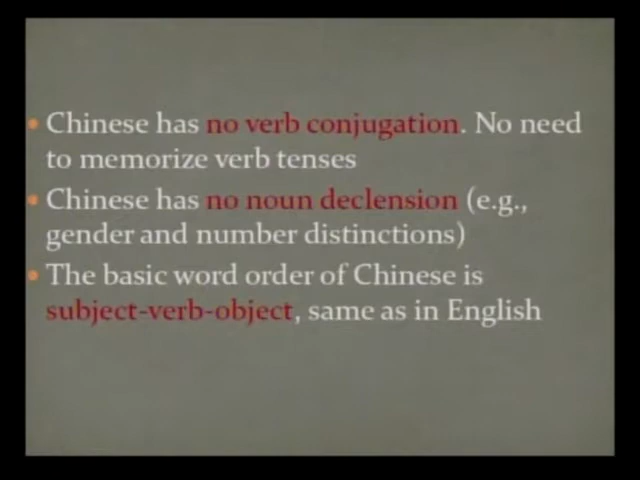 • Chinese has no verb conjugation. No need
to memorize verb tenses
• Chinese has no noun declension (e.g.,
gender and number distinctions)
• The basic word order of Chinese is
subject-verb-object, same as in English